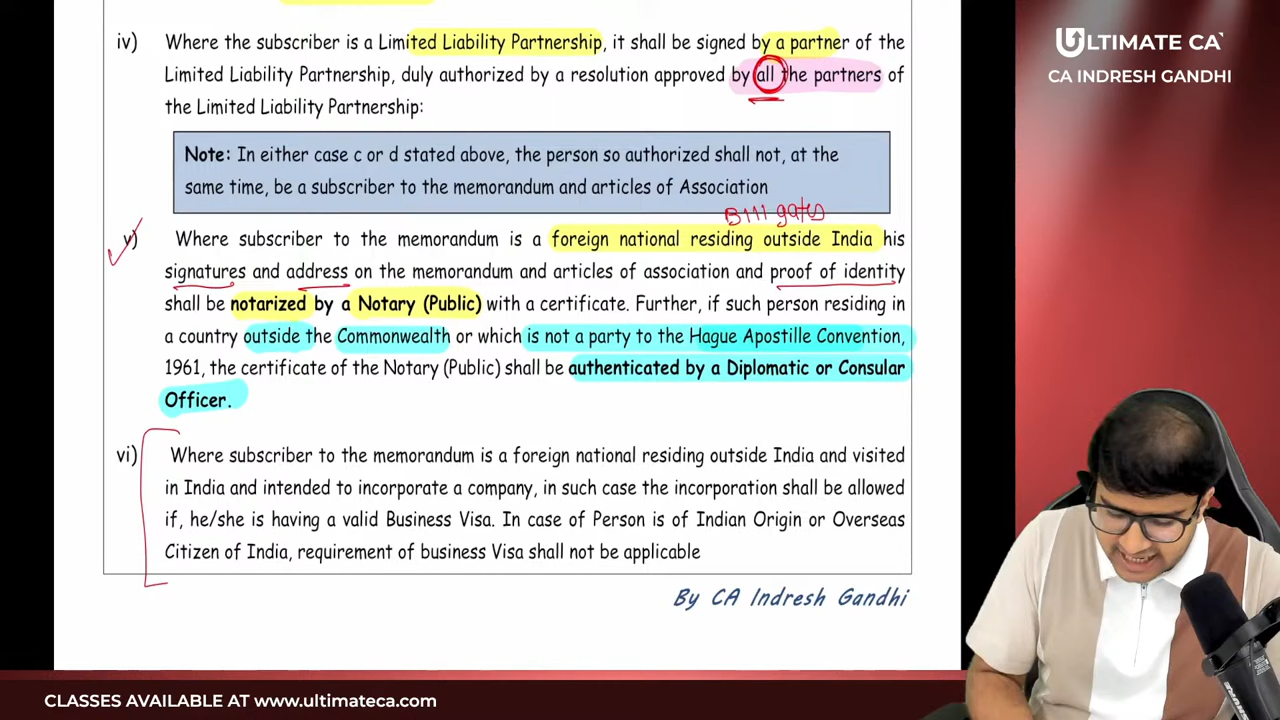 iv) Where the subscriber is a Limited Liability Partnership, it shall be signed by a partner of the
Limited Liability Partnership, duly authorized by a resolution approved by all the partners of
the Limited Liability Partnership:
Note: In either case c or d stated above, the person so authorized shall not, at the
same time, be a subscriber to the memorandum and articles of Association
Bill gates
v) Where subscriber to the memorandum is a foreign national residing outside India his
signatures and address on the memorandum and articles of association and proof of identity
shall be notarized by a Notary (Public) with a certificate. Further, if such person residing in
a country outside the Commonwealth or which is not a party to the Hague Apostille Convention,
1961, the certificate of the Notary (Public) shall be authenticated by a Diplomatic or Consular
Officer.
vi) Where subscriber to the memorandum is a foreign national residing outside India and visited
in India and intended to incorporate a company, in such case the incorporation shall be allowed
if, he/she is having a valid Business Visa. In case of Person is of Indian Origin or Overseas
Citizen of India, requirement of business Visa shall not be applicable
By CA Indresh Gandhi
ULTIMATE CA
CA INDRESH GANDHI
CLASSES AVAILABLE AT www.ultimateca.com